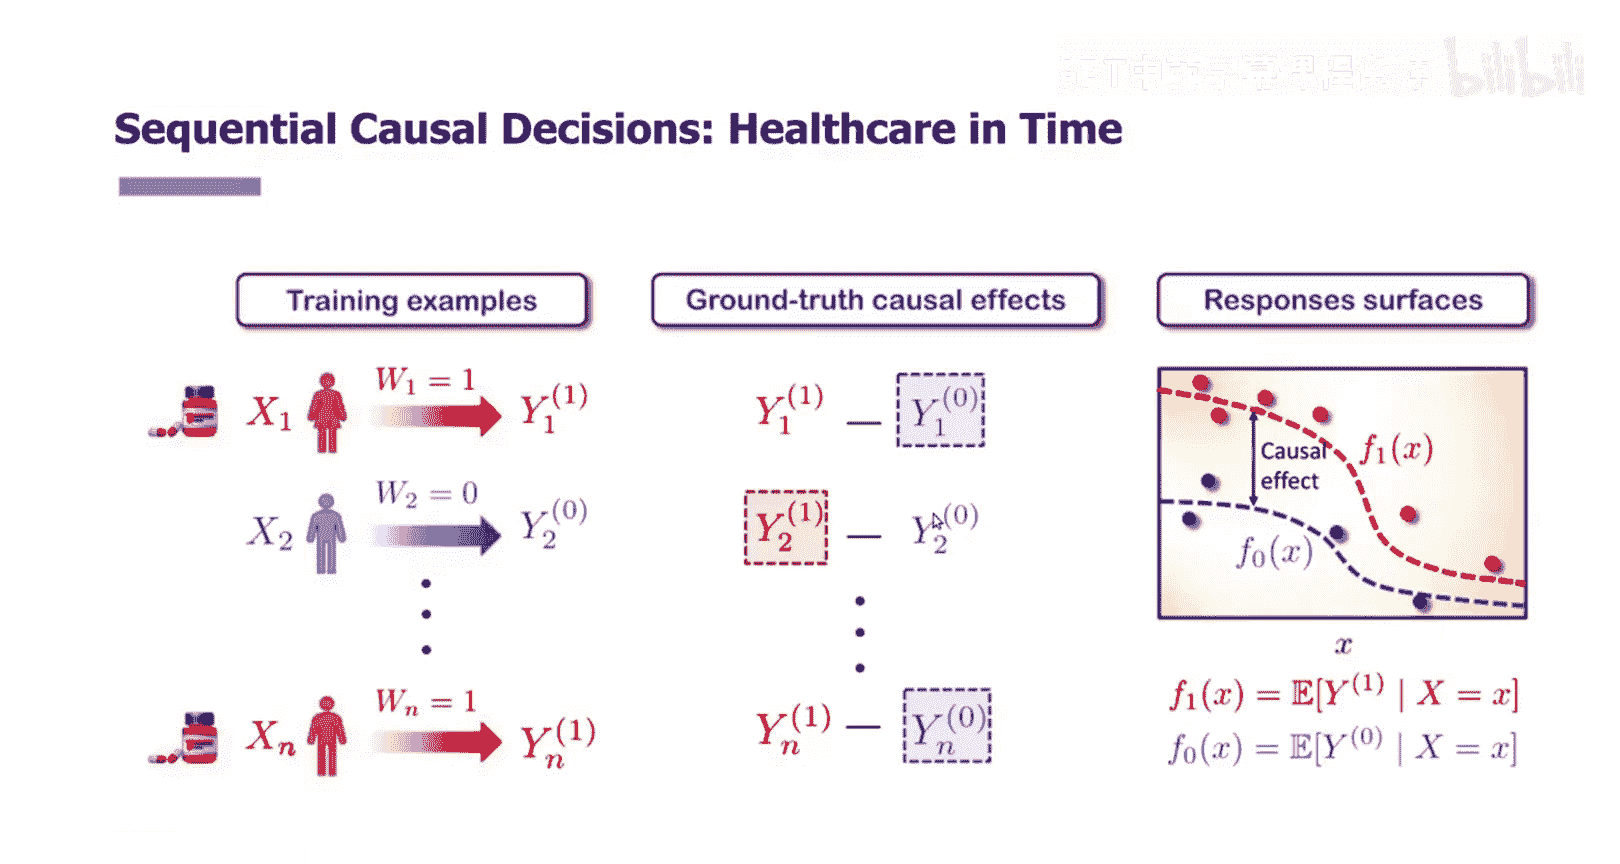 bilibili
Sequential Causal Decisions: Healthcare in Time
Training examples
Ground-truth causal effects
Responses surfaces
X₁ W₁ = 1 Y₁⁽¹⁾
Y₁⁽¹⁾ — Y₁⁽⁰⁾
X₂ W₂ = 0 Y₂⁽⁰⁾
Y₂⁽¹⁾ — Y₂⁽⁰⁾
Xₙ Wₙ = 1 Yₙ⁽¹⁾
Yₙ⁽¹⁾ — Yₙ⁽⁰⁾
Causal
effect
f₁(x)
f₀(x)
x
f₁(x) = 𝔼[Y⁽¹⁾ | X = x]
f₀(x) = 𝔼[Y⁽⁰⁾ | X = x]